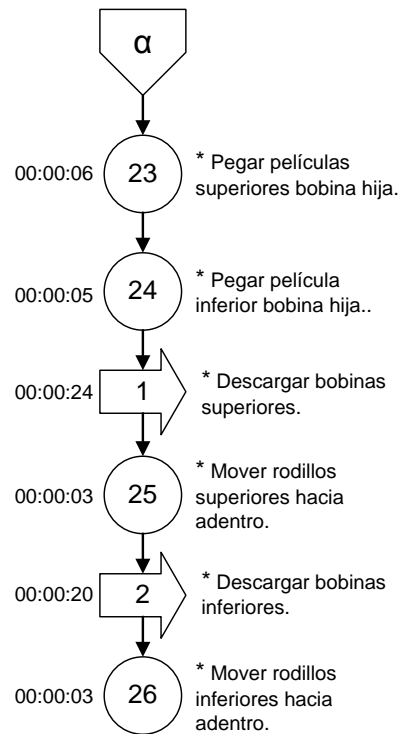 α
00:00:06
23
* Pegar películas
superiores bobina hija.
00:00:05
24
* Pegar película
inferior bobina hija..
00:00:24
1
* Descargar bobinas
superiores.
00:00:03
25
* Mover rodillos
superiores hacia
adentro.
00:00:20
2
* Descargar bobinas
inferiores.
00:00:03
26
* Mover rodillos
inferiores hacia
adentro.